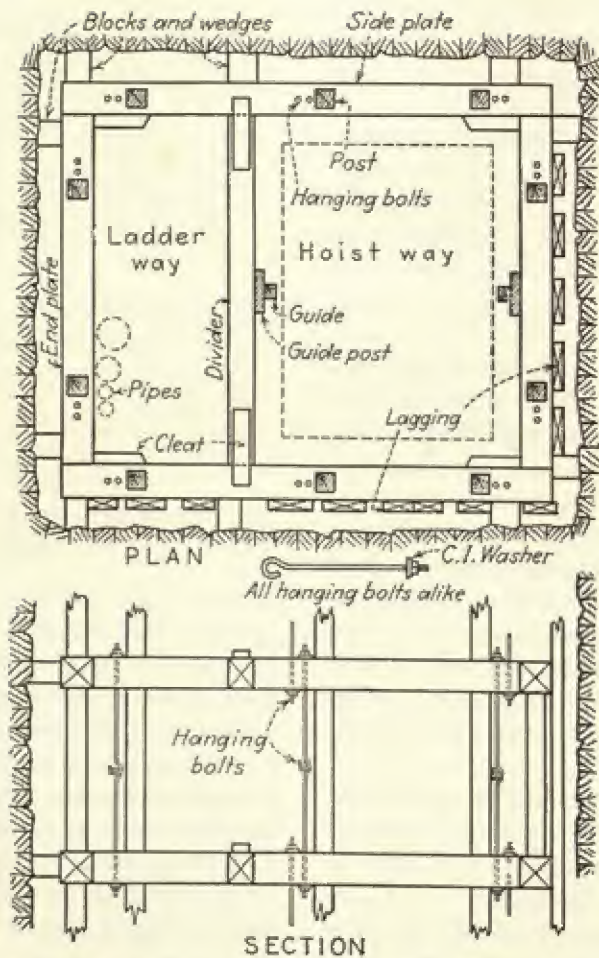 Blocks and wedges
Side plate
Post
Hanging bolts
Ladder
way
Hoist way
End plate
Divider
Guide
Guide post
Pipes
Lagging
Cleat
PLAN
C.I. Washer
All hanging bolts alike
Hanging
bolts
SECTION